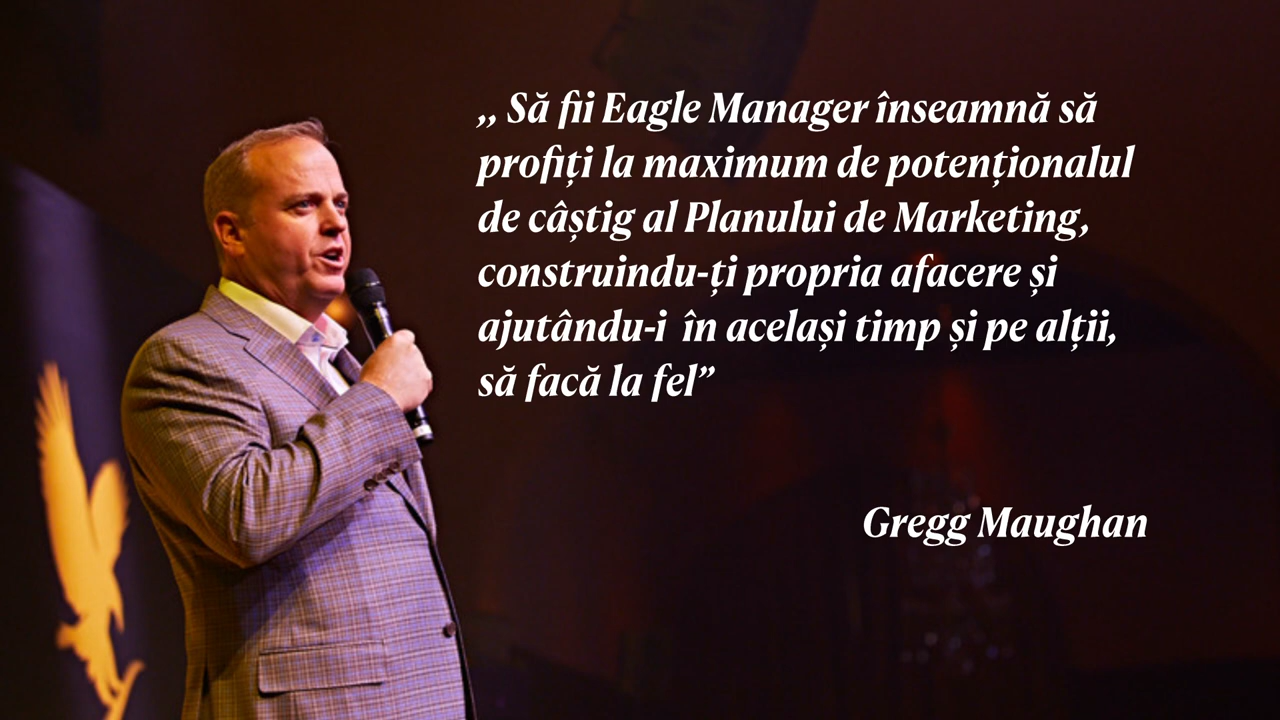 ,, Să fii Eagle Manager înseamnă să
profiți la maximum de potenționalul
de câștig al Planului de Marketing,
construindu-ți propria afacere și
ajutându-i  în același timp și pe alții,
să facă la fel”
Gregg Maughan